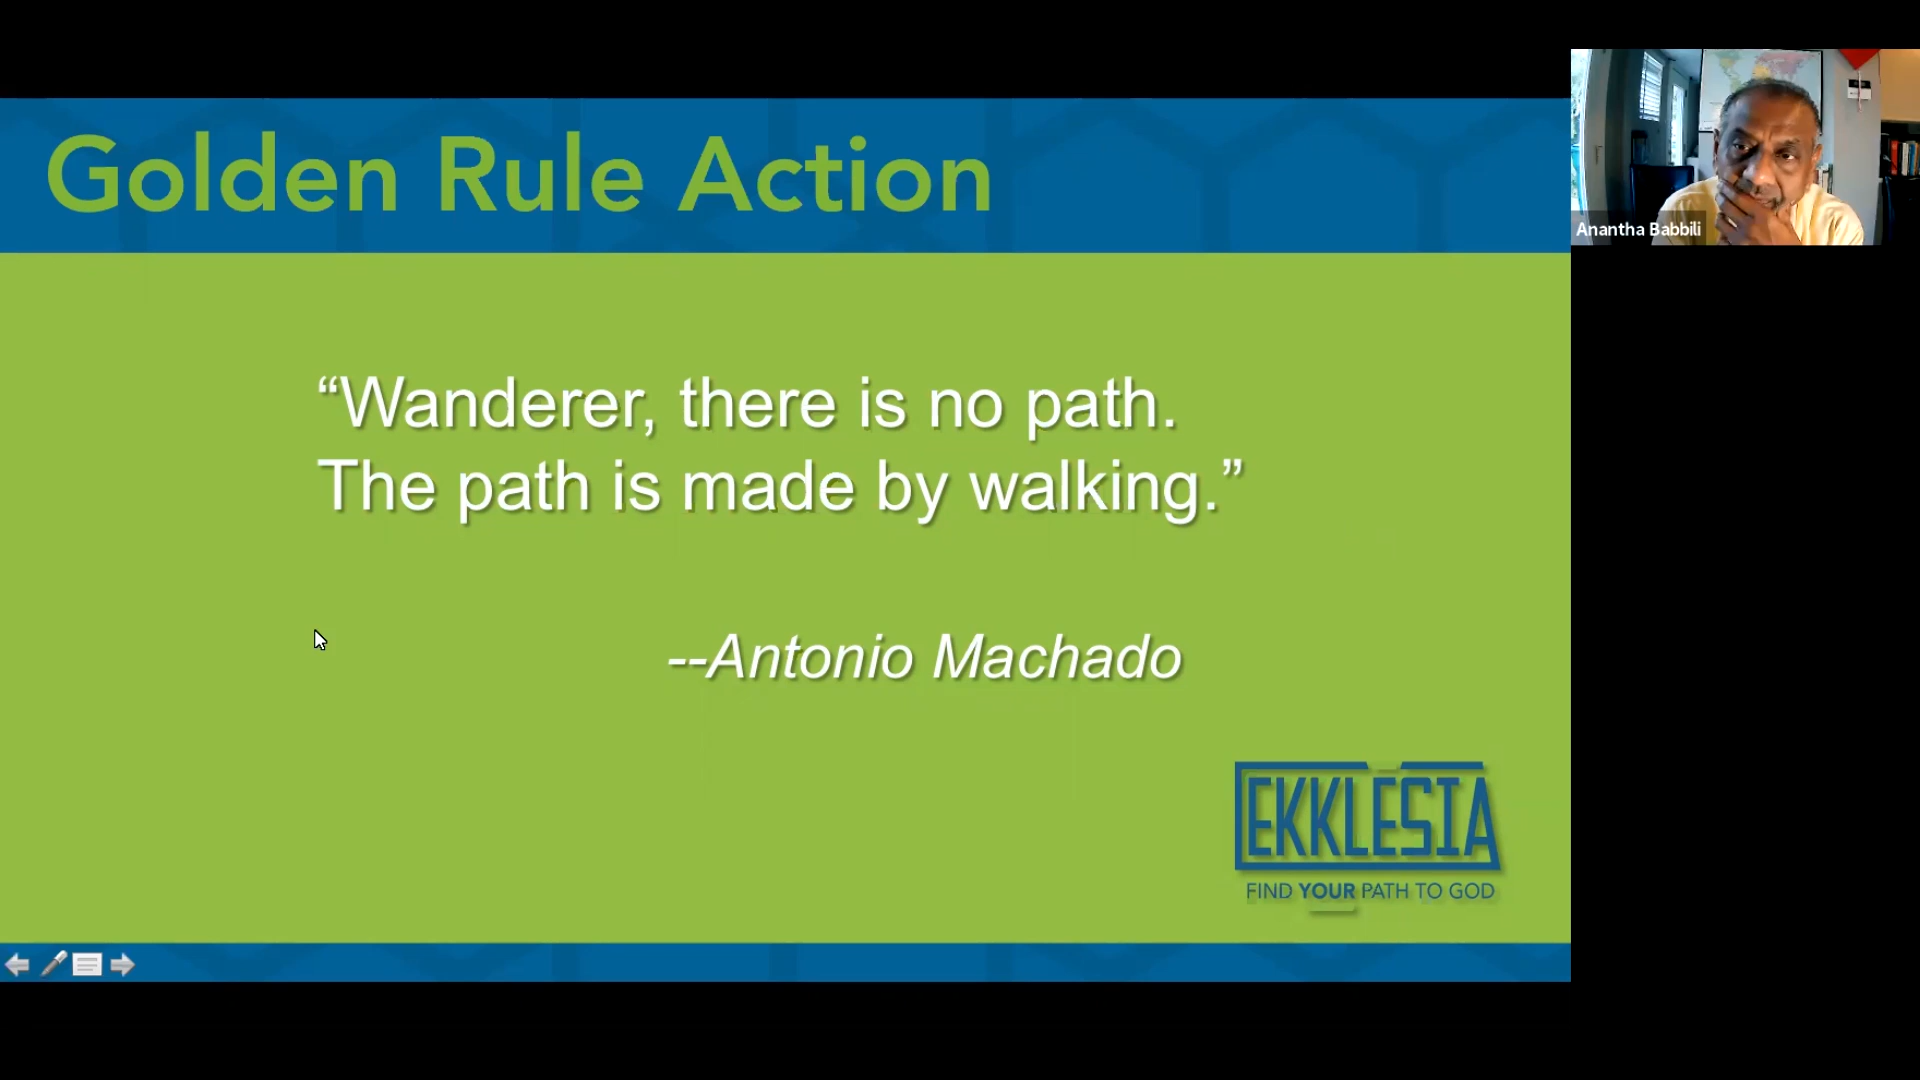 Golden Rule Action
“Wanderer, there is no path.
The path is made by walking.”
--Antonio Machado
EKKLESIA
FIND YOUR PATH TO GOD
Anantha Babbili